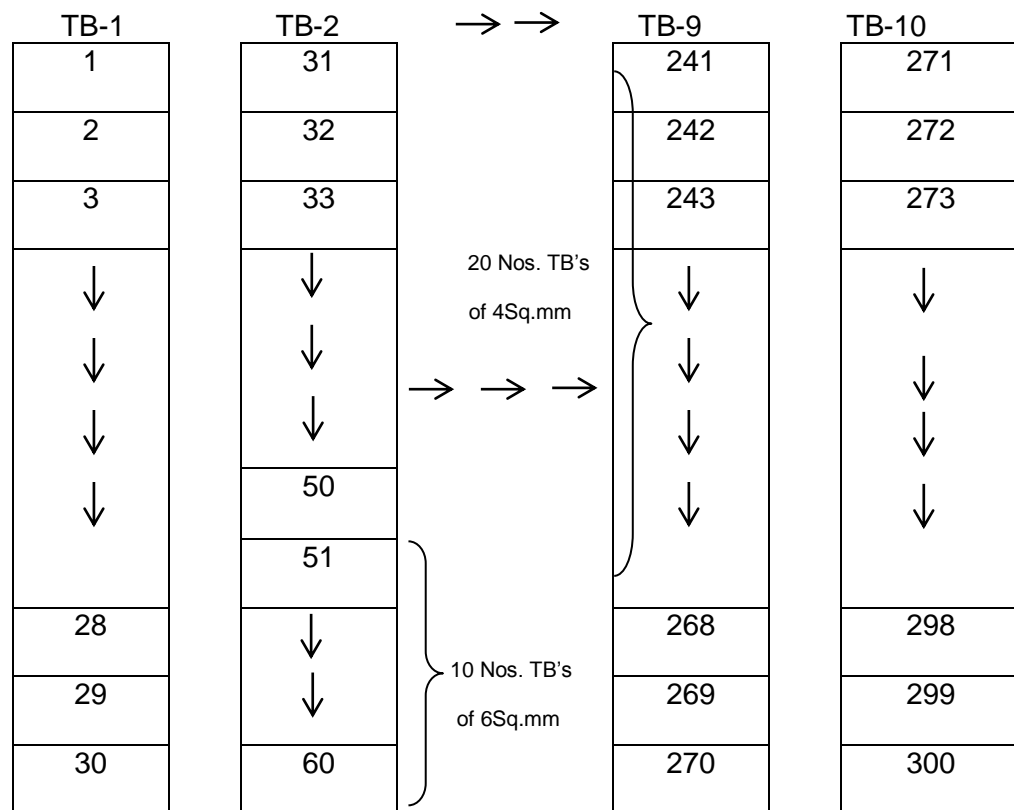 TB-1 TB-2 → → TB-9 TB-10
1 31 241 271
2 32 242 272
3 33 243 273
20 Nos. TB's
of 4Sq.mm
50
51
28 268 298
29 10 Nos. TB's 269 299
of 6Sq.mm
30 60 270 300